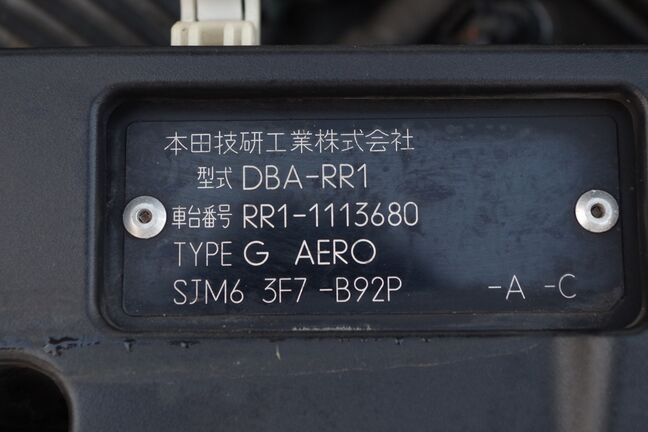 本田技研工業株式会社
型式 DBA-RR1
車台番号 RR1-1113680
TYPE G AERO
SJM6 3F7 -B92P -A -C